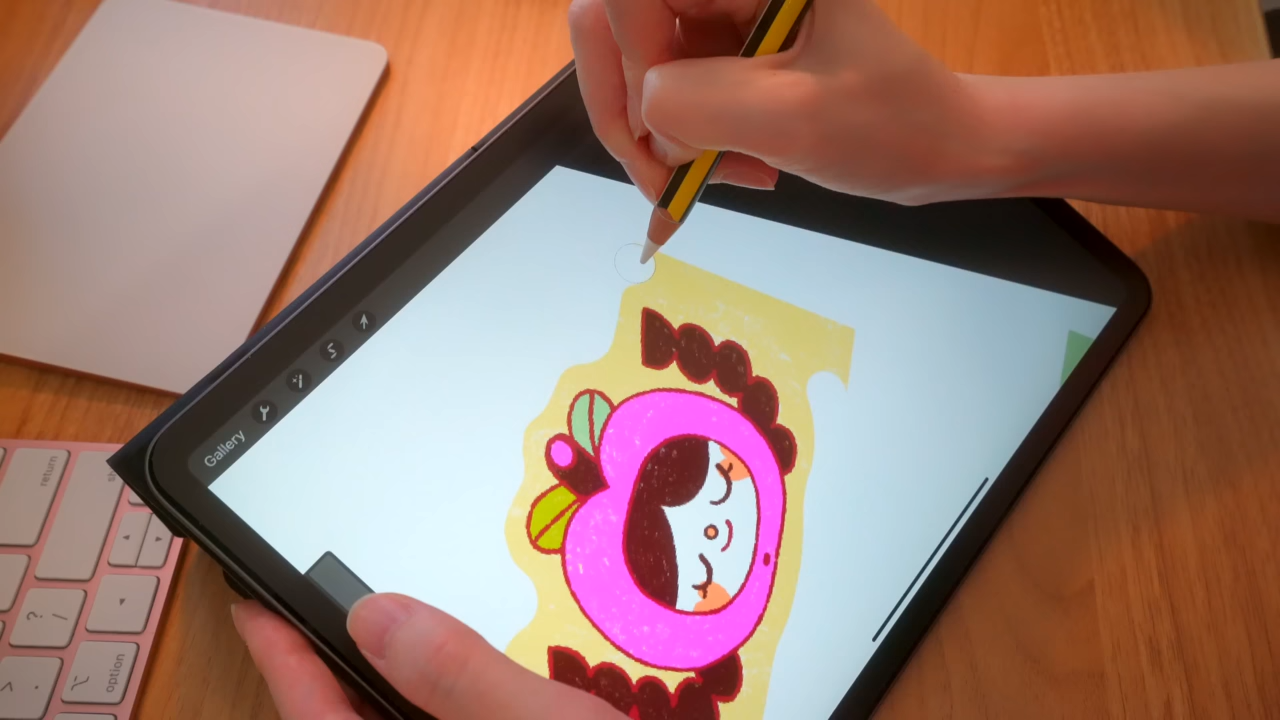 Gallery
return
?
/
>
.
option